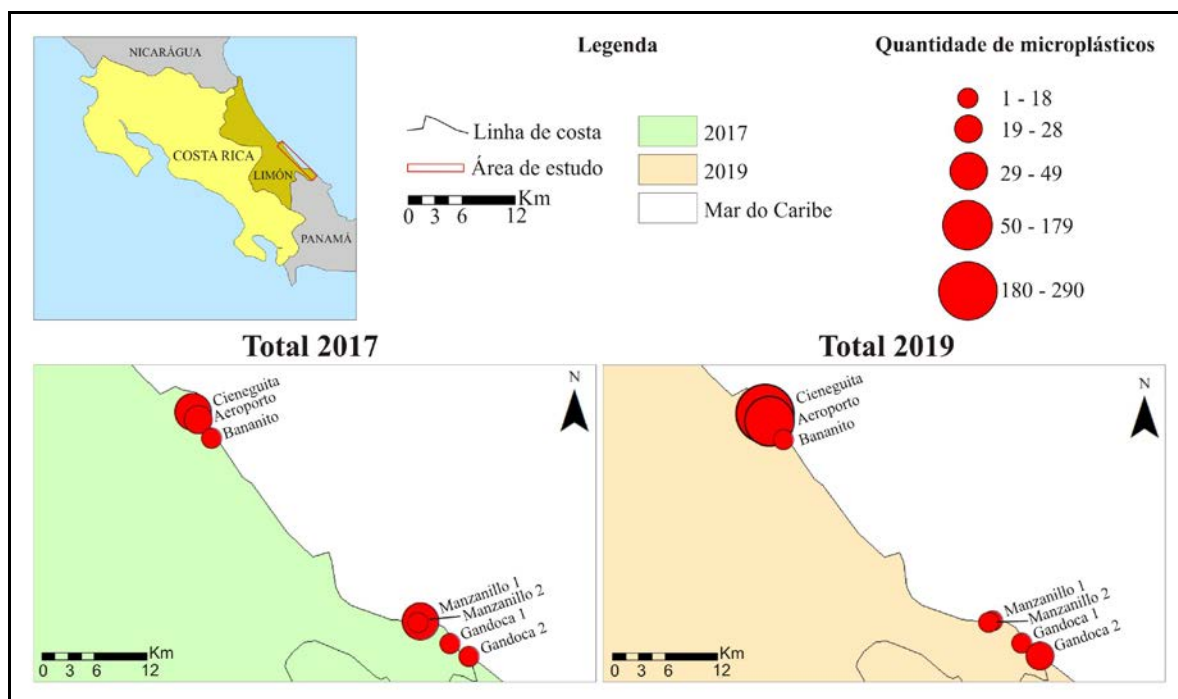 NICARÁGUA
COSTA RICA
LIMÓN
PANAMÁ
Legenda
Linha de costa
Área de estudo
Km
0 3 6 12
2017
2019
Mar do Caribe
Quantidade de microplásticos
1 - 18
19 - 28
29 - 49
50 - 179
180 - 290
Total 2017
Cieneguita
Aeroporto
Bananito
N
Manzanillo 1
Manzanillo 2
Gandoca 1
Gandoca 2
Km
0 3 6 12
Total 2019
Cieneguita
Aeroporto
Bananito
N
Manzanillo 1
Manzanillo 2
Gandoca 1
Gandoca 2
Km
0 3 6 12